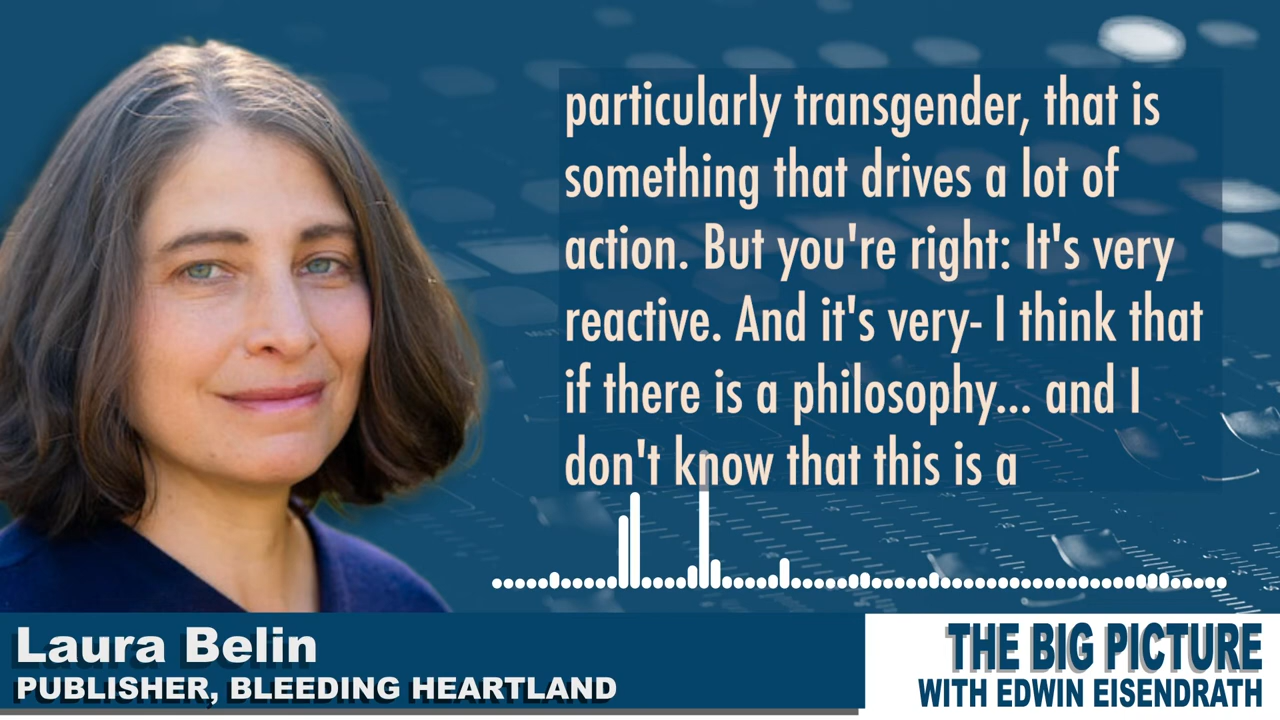 particularly transgender, that is
something that drives a lot of
action. But you're right: It's very
reactive. And it's very- I think that
if there is a philosophy... and I
don't know that this is a
Laura Belin
PUBLISHER, BLEEDING HEARTLAND
THE BIG PICTURE
WITH EDWIN EISENDRATH